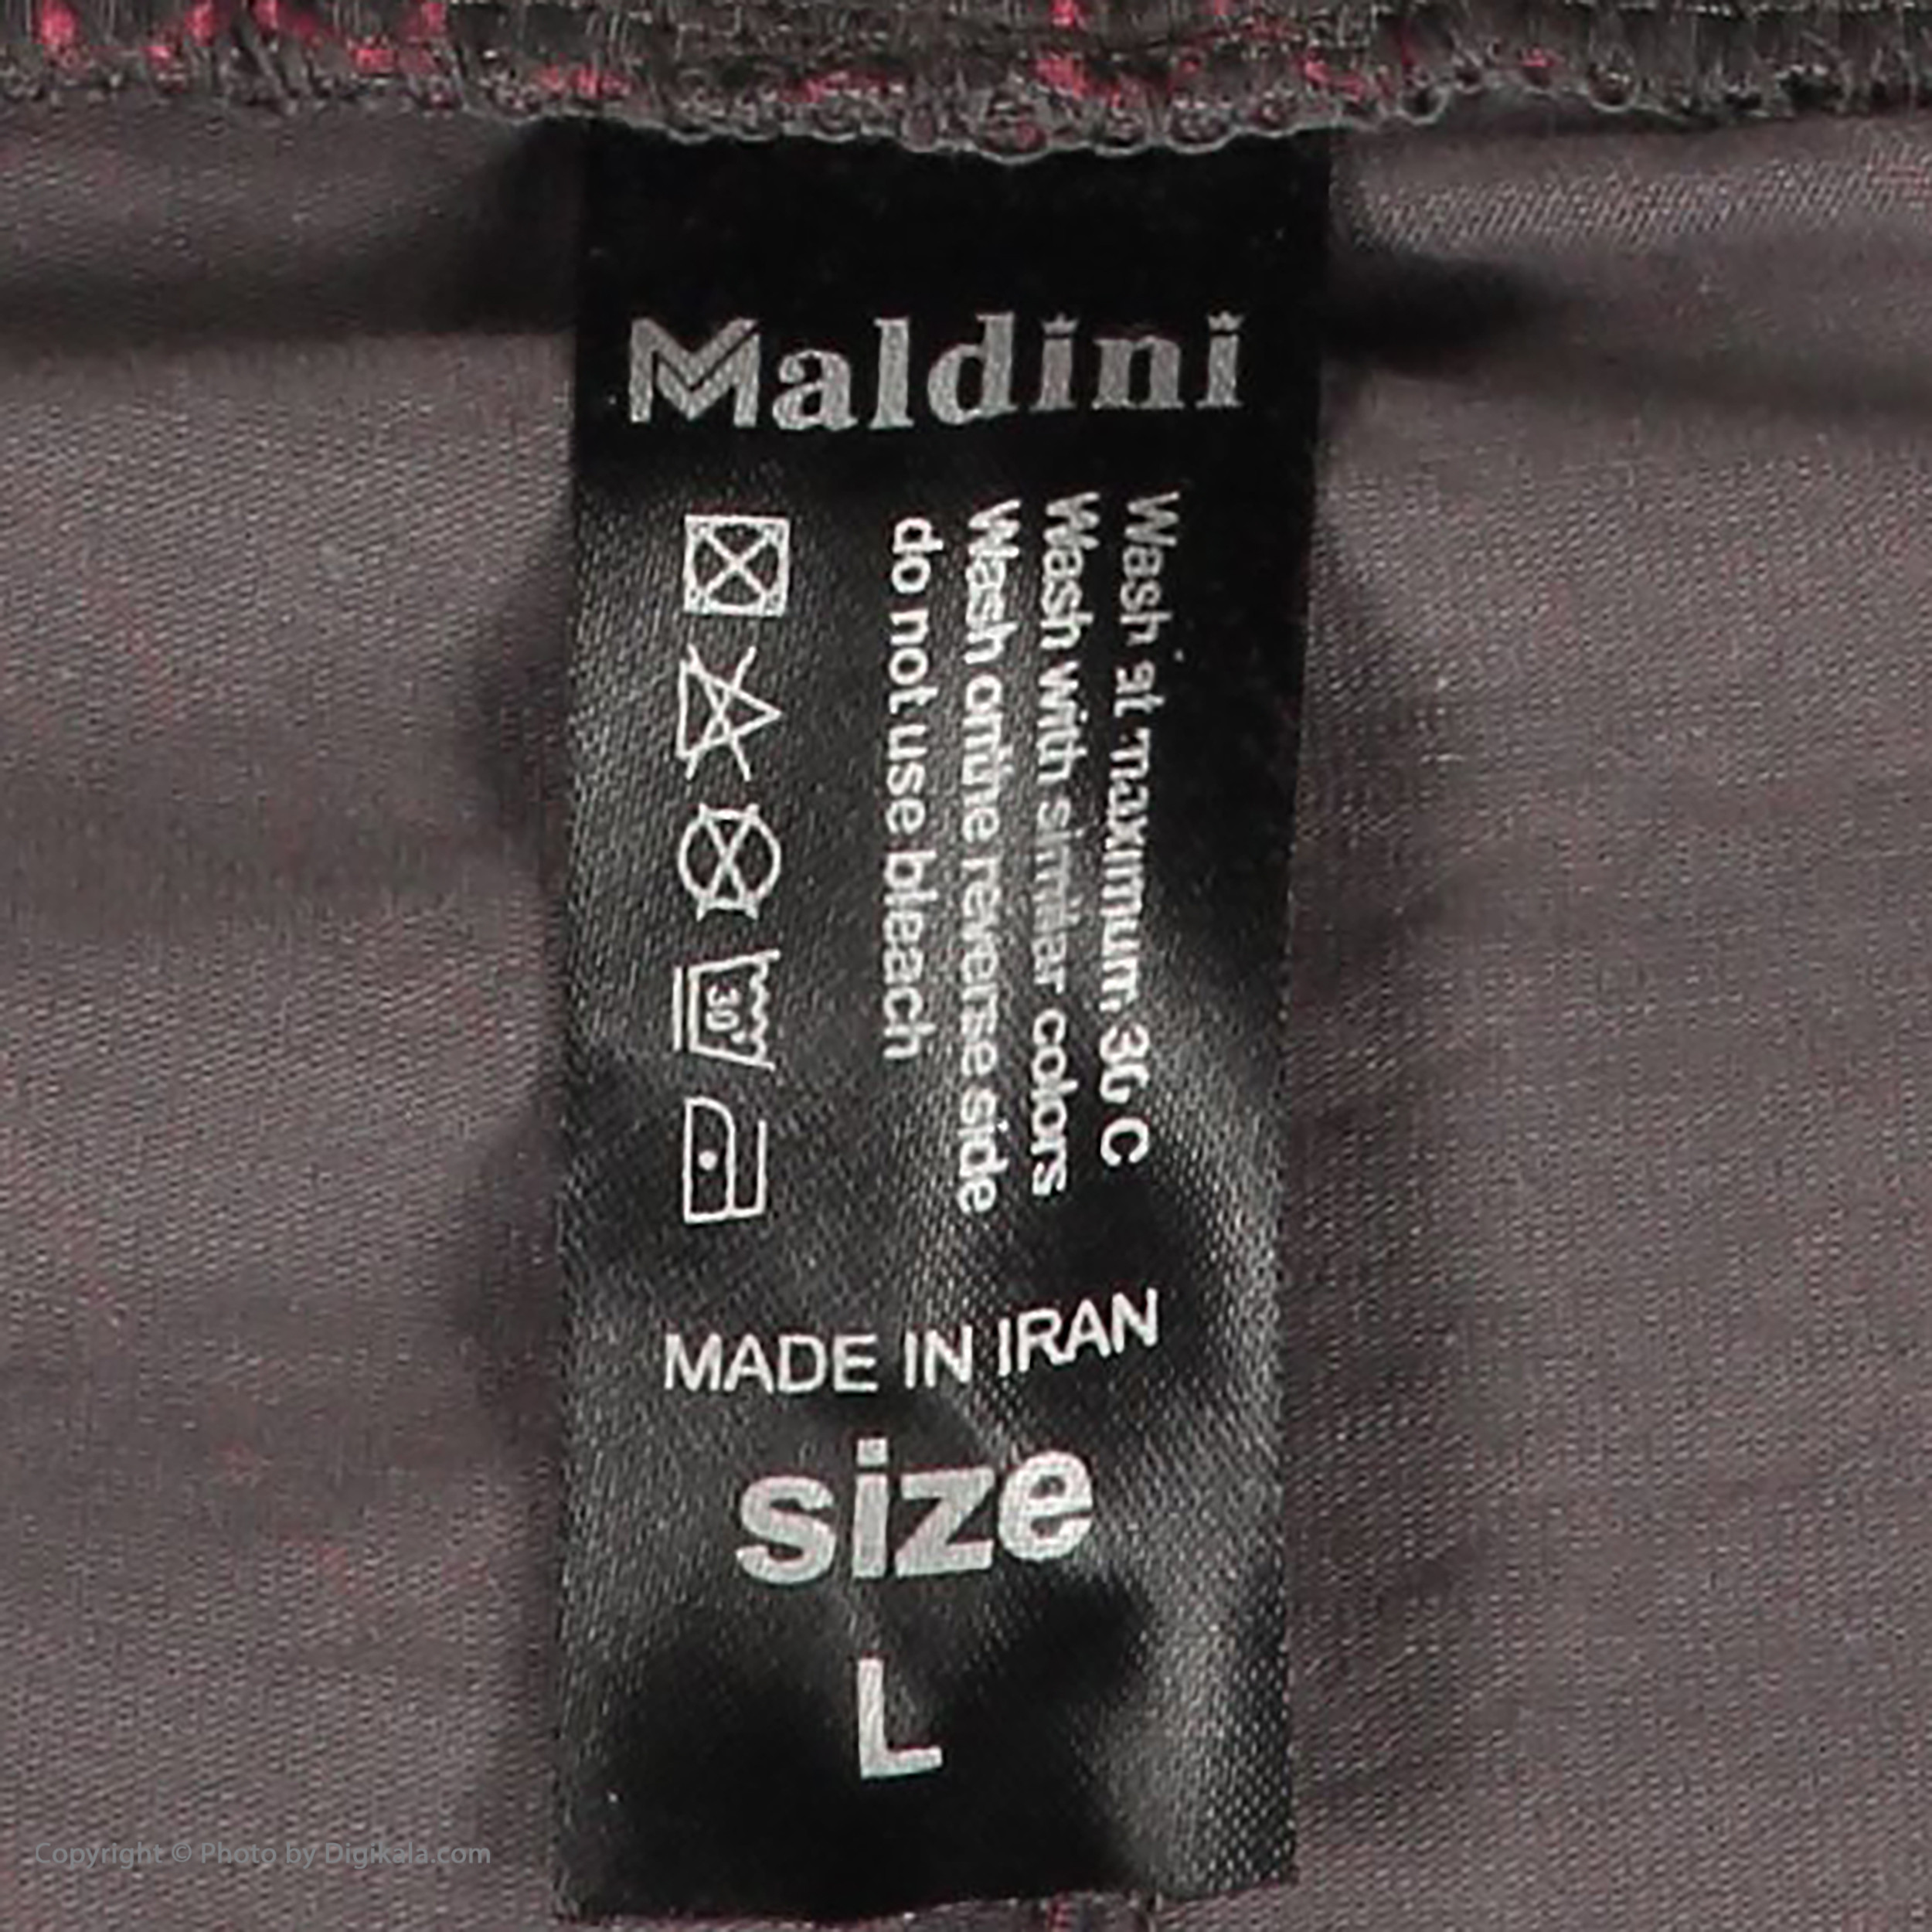 Maldini
Wash at maximum 30 C
Wash with similar colors
Wash on the reverse side
do not use bleach
30°
MADE IN IRAN
size
L
Copyright © Photo by Digikala.com